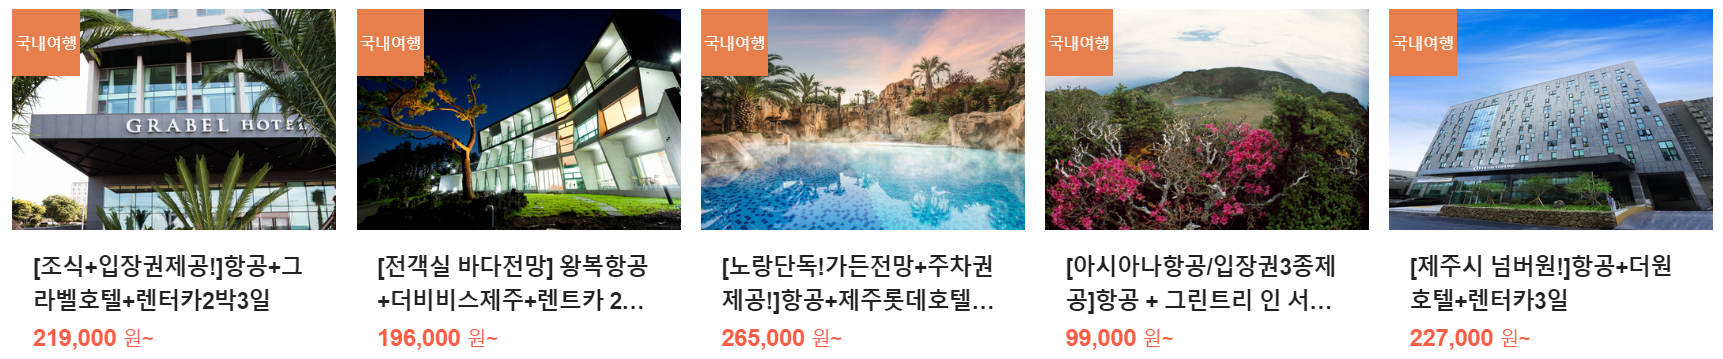 국내여행
GRABEL HOTEL
[조식+입장권제공!]항공+그
라벨호텔+렌터카2박3일
219,000 원~
국내여행
[전객실 바다전망] 왕복항공
+더비비스제주+렌트카 2...
196,000 원~
국내여행
[노랑단독!가든전망+주차권
제공!]항공+제주롯데호텔...
265,000 원~
국내여행
[아시아나항공/입장권3종제
공]항공 + 그린트리 인 서...
99,000 원~
국내여행
[제주시 넘버원!]항공+더원
호텔+렌터카3일
227,000 원~